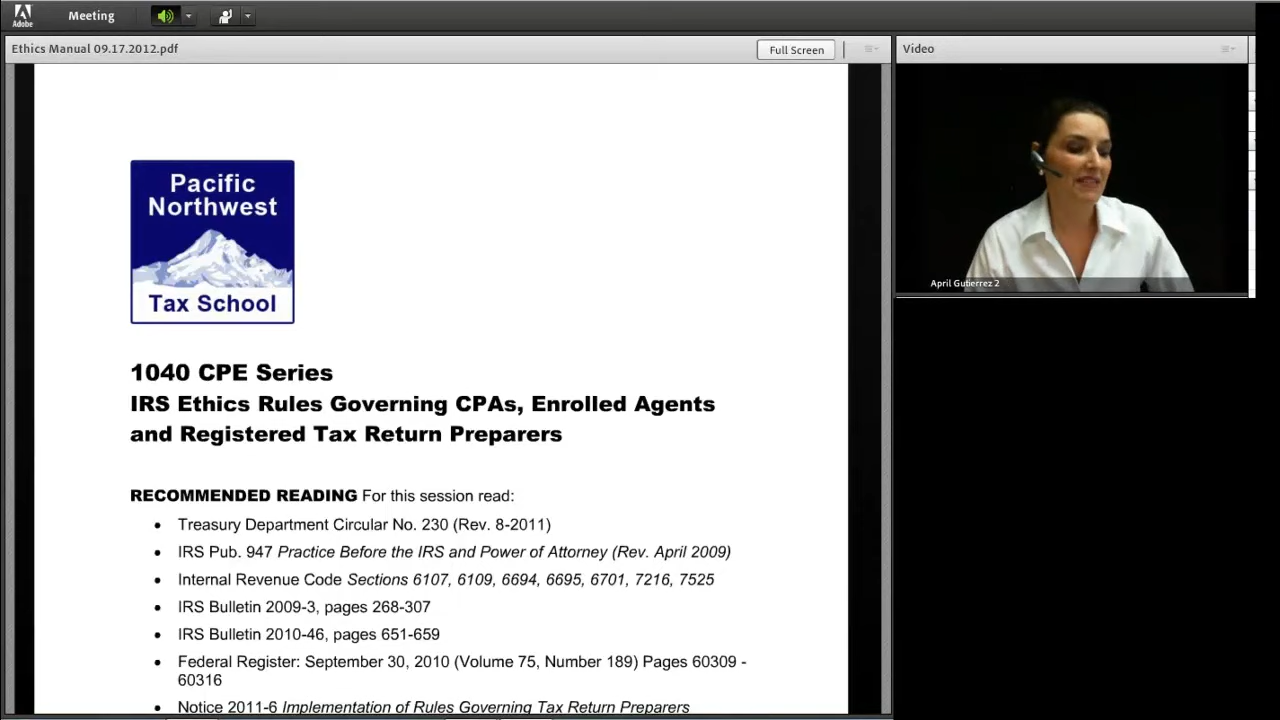 Adobe
Meeting
Ethics Manual 09.17.2012.pdf
Full Screen
Video
Pacific
Northwest
Tax School
April Gutierrez 2
1040 CPE Series
IRS Ethics Rules Governing CPAs, Enrolled Agents
and Registered Tax Return Preparers
RECOMMENDED READING For this session read:
• Treasury Department Circular No. 230 (Rev. 8-2011)
• IRS Pub. 947 Practice Before the IRS and Power of Attorney (Rev. April 2009)
• Internal Revenue Code Sections 6107, 6109, 6694, 6695, 6701, 7216, 7525
• IRS Bulletin 2009-3, pages 268-307
• IRS Bulletin 2010-46, pages 651-659
• Federal Register: September 30, 2010 (Volume 75, Number 189) Pages 60309 -
60316
• Notice 2011-6 Implementation of Rules Governing Tax Return Preparers